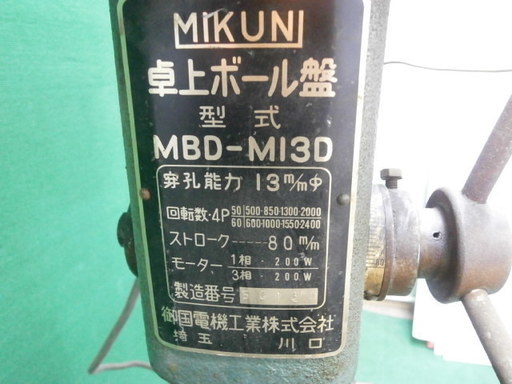 MIKUNI
卓上ボール盤
型式
MBD-M13D
穿孔能力 13m/mφ
回転数・4P 50 500・850・1300・2000
60 600・1000・1550・2400
ストローク-----80m/m
モーター 1相・200W
3相・200W
製造番号
御国電機工業株式会社
埼玉 川口